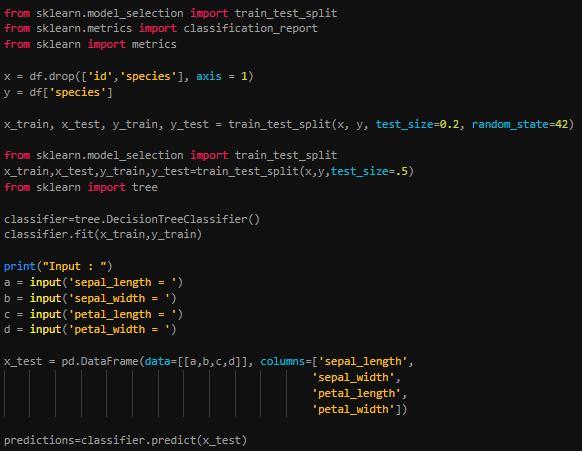 from sklearn.model_selection import train_test_split
from sklearn.metrics import classification_report
from sklearn import metrics
x = df.drop(['id','species'], axis = 1)
y = df['species']
x_train, x_test, y_train, y_test = train_test_split(x, y, test_size=0.2, random_state=42)
from sklearn.model_selection import train_test_split
x_train,x_test,y_train,y_test=train_test_split(x,y,test_size=.5)
from sklearn import tree
classifier=tree.DecisionTreeClassifier()
classifier.fit(x_train,y_train)
print("Input : ")
a = input('sepal_length = ')
b = input('sepal_width = ')
c = input('petal_length = ')
d = input('petal_width = ')
x_test = pd.DataFrame(data=[[a,b,c,d]], columns=['sepal_length',
'sepal_width',
'petal_length',
'petal_width'])
predictions=classifier.predict(x_test)